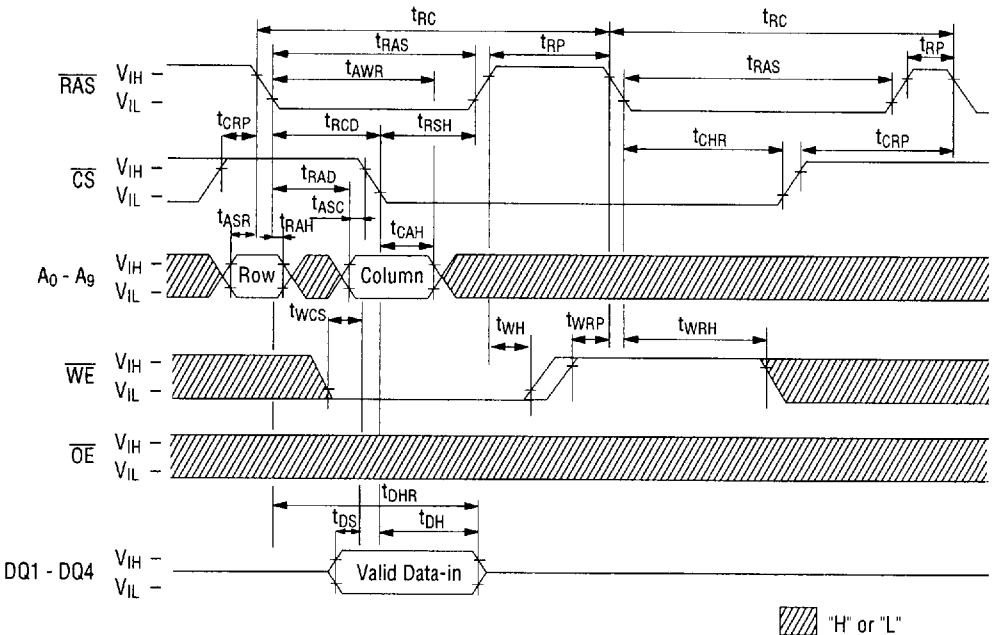 tRC tRC
tRAS tRP tRP
tAWR tRAS
RAS VIH
VIL
tCRP tRCD tRSH tCHR tCRP
CS VIH
VIL
tRAD
tASC
tASR tRAH tCAH
A0 - A9 VIH Row Column
VIL
tWCS tWH tWRP tWRH
WE VIH
VIL
OE VIH
VIL
tDHR
tDS tDH
DQ1 - DQ4 VIH Valid Data-in
VIL
"H" or "L"